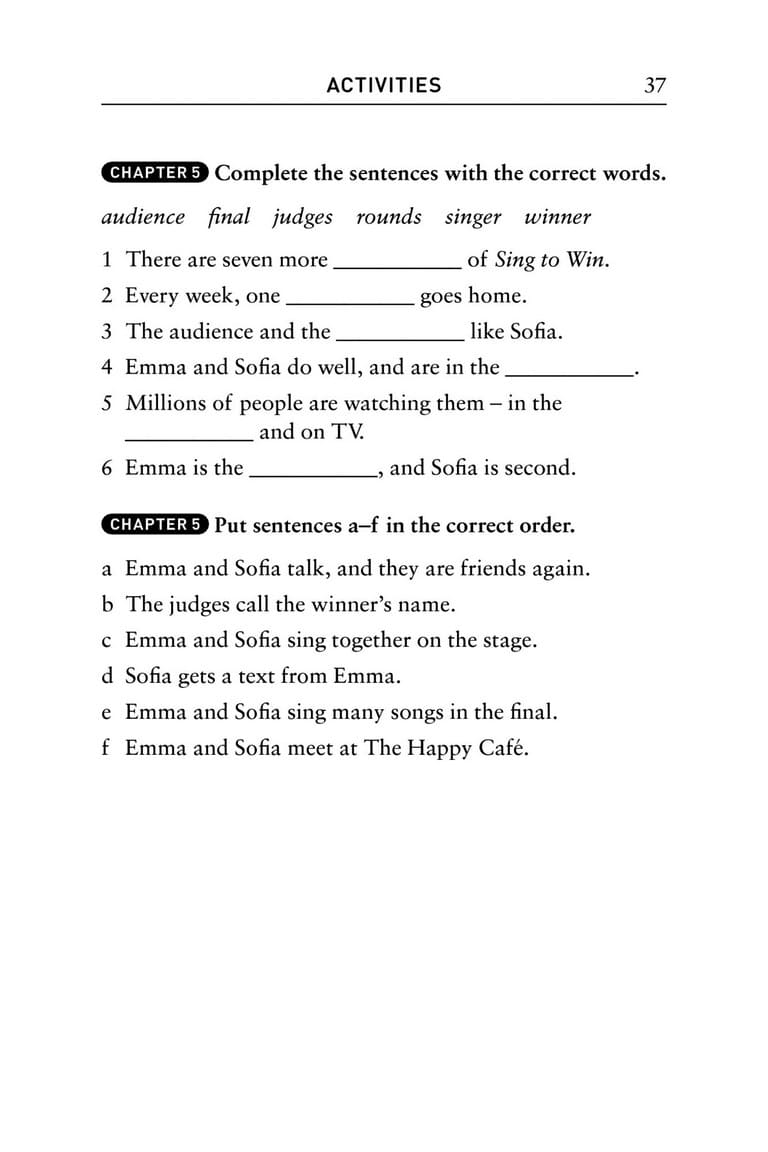 ACTIVITIES 37
CHAPTER 5 Complete the sentences with the correct words.
audience final judges rounds singer winner
1 There are seven more ____________ of Sing to Win.
2 Every week, one ____________ goes home.
3 The audience and the ____________ like Sofia.
4 Emma and Sofia do well, and are in the ____________.
5 Millions of people are watching them – in the
____________ and on TV.
6 Emma is the ____________, and Sofia is second.
CHAPTER 5 Put sentences a–f in the correct order.
a Emma and Sofia talk, and they are friends again.
b The judges call the winner’s name.
c Emma and Sofia sing together on the stage.
d Sofia gets a text from Emma.
e Emma and Sofia sing many songs in the final.
f Emma and Sofia meet at The Happy Café.